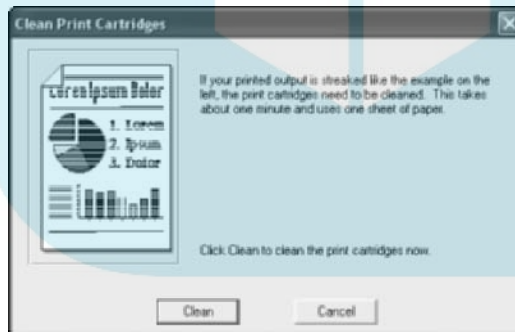 Clean Print Cartridges
Lorem Ipsum Dolor
1. Lorem
2. Ipsum
3. Dolor
If your printed output is streaked like the example on the
left, the print cartridges need to be cleaned. This takes
about one minute and uses one sheet of paper.
Click Clean to clean the print cartridges now.
Clean
Cancel